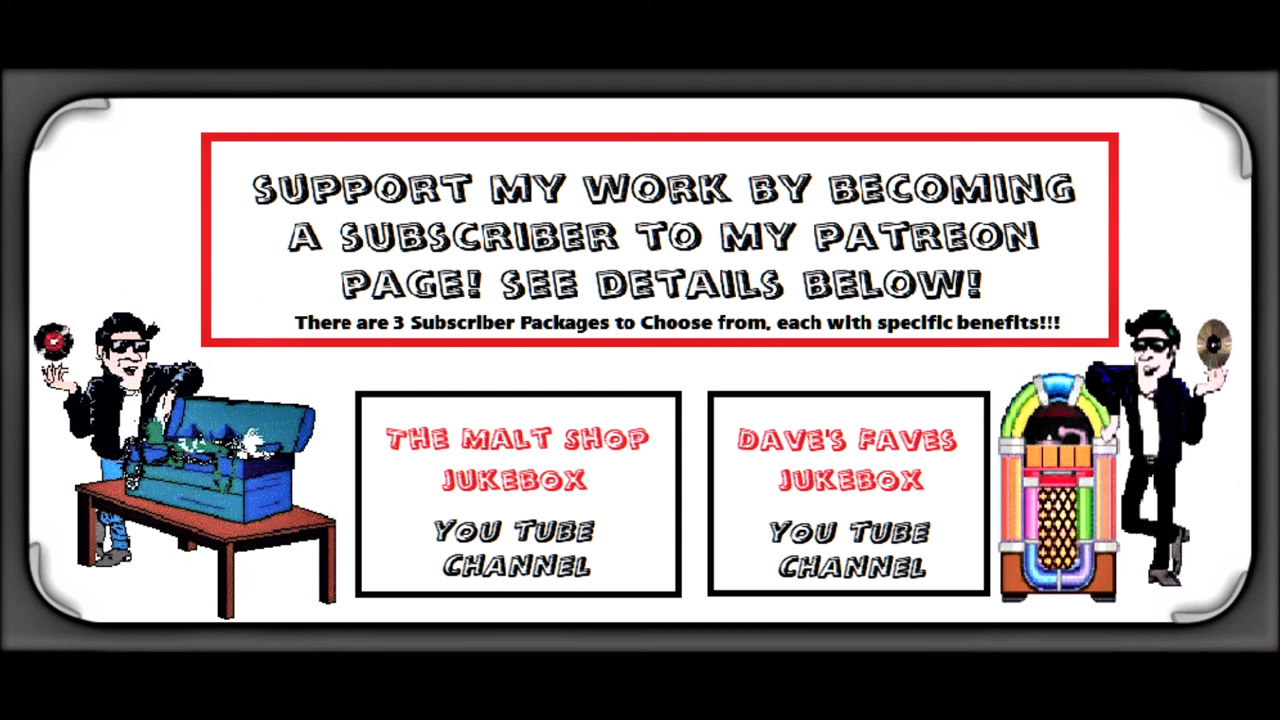 SUPPORT MY WORK BY BECOMING
A SUBSCRIBER TO MY PATREON
PAGE! SEE DETAILS BELOW!
There are 3 Subscriber Packages to Choose from, each with specific benefits!!!
THE MALT SHOP
JUKEBOX
YOU TUBE
CHANNEL
DAVE'S FAVES
JUKEBOX
YOU TUBE
CHANNEL